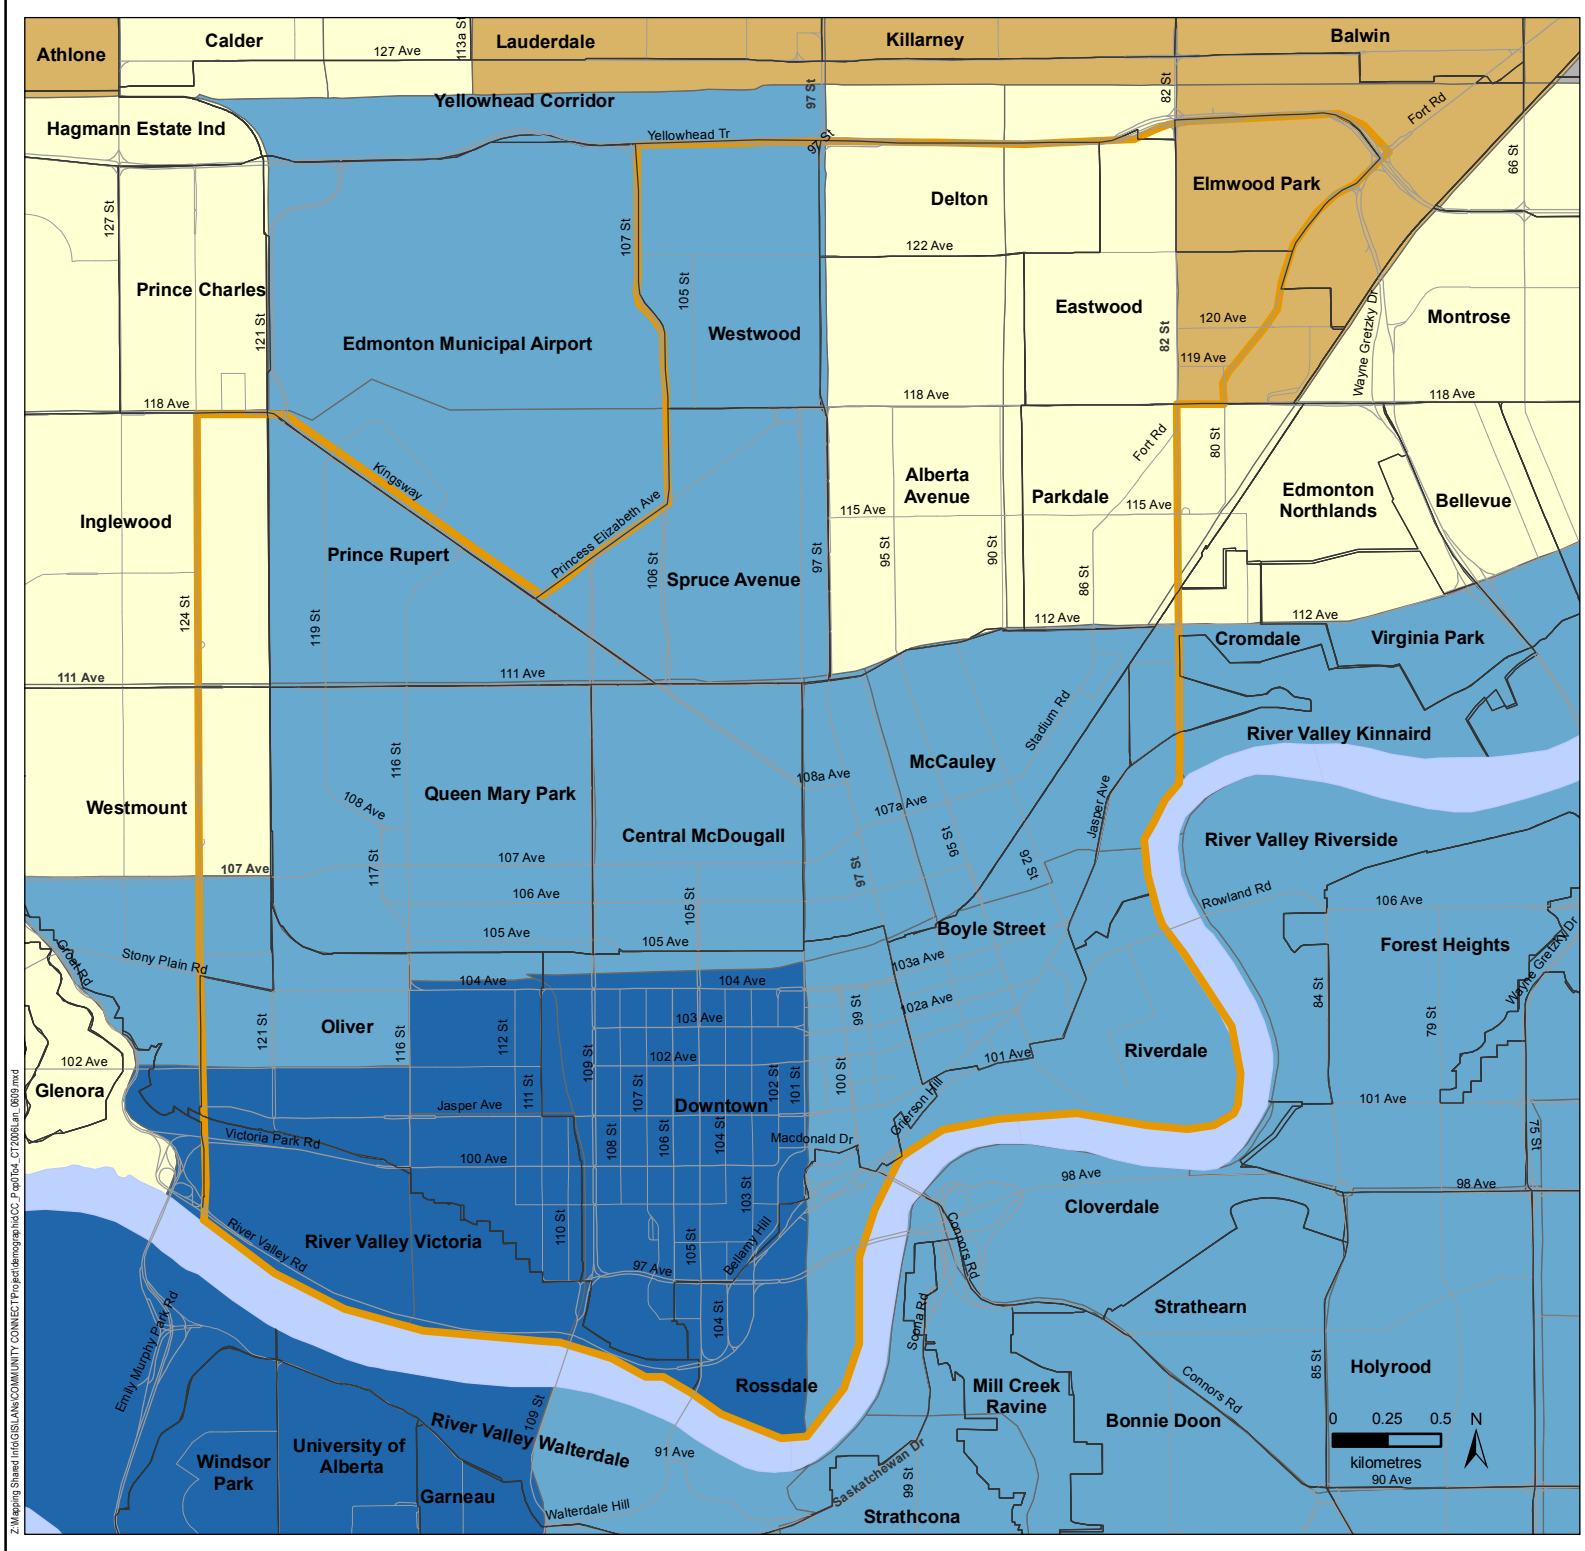 Athlone
Calder
127 Ave
113a St
Lauderdale
Killarney
Balwin
Hagmann Estate Ind
Yellowhead Corridor
97 St
82 St
Fort Rd
Yellowhead Tr
97 St
66 St
Elmwood Park
Delton
127 St
107 St
122 Ave
Prince Charles
121 St
105 St
Edmonton Municipal Airport
Westwood
Eastwood
120 Ave
82 St
119 Ave
Wayne Gretzky Dr
Montrose
118 Ave
118 Ave
118 Ave
Kingsway
Fort Rd
80 St
Alberta
Avenue
Parkdale
Edmonton
Northlands
Bellevue
Inglewood
Princess Elizabeth Ave
115 Ave
115 Ave
Prince Rupert
106 St
Spruce Avenue
97 St
95 St
90 St
86 St
124 St
119 St
112 Ave
112 Ave
Cromdale
Virginia Park
111 Ave
111 Ave
Stadium Rd
River Valley Kinnaird
116 St
McCauley
108a Ave
Westmount
108 Ave
Queen Mary Park
107a Ave
Jasper Ave
Central McDougall
95 St
River Valley Riverside
107 Ave
117 St
107 Ave
97 St
92 St
106 Ave
105 St
Rowland Rd
106 Ave
105 Ave
105 Ave
Boyle Street
Forest Heights
Groat Rd
Stony Plain Rd
103a Ave
Wayne Gretzky Dr
104 Ave
104 Ave
84 St
102a Ave
99 St
Oliver
121 St
116 St
112 St
103 Ave
79 St
102 Ave
109 St
102 Ave
101 Ave
Riverdale
Glenora
111 St
107 St
102 St
101 St
100 St
Jasper Ave
Downtown
Grierson Hill
101 Ave
Victoria Park Rd
108 St
106 St
104 St
Macdonald Dr
75 St
100 Ave
98 Ave
98 Ave
103 St
Cloverdale
River Valley Rd
River Valley Victoria
110 St
105 St
Bellamy Hill
Connors Rd
97 Ave
Strathearn
Emily Murphy Park Rd
104 St
Scona Rd
85 St
Holyrood
Rossdale
Mill Creek
Ravine
Connors Rd
Bonnie Doon
109 St
River Valley Walterdale
0 0.25 0.5
N
kilometres
University of
Alberta
Windsor
Park
91 Ave
Saskatchewan Dr
99 St
90 Ave
Garneau
Walterdale Hill
Strathcona